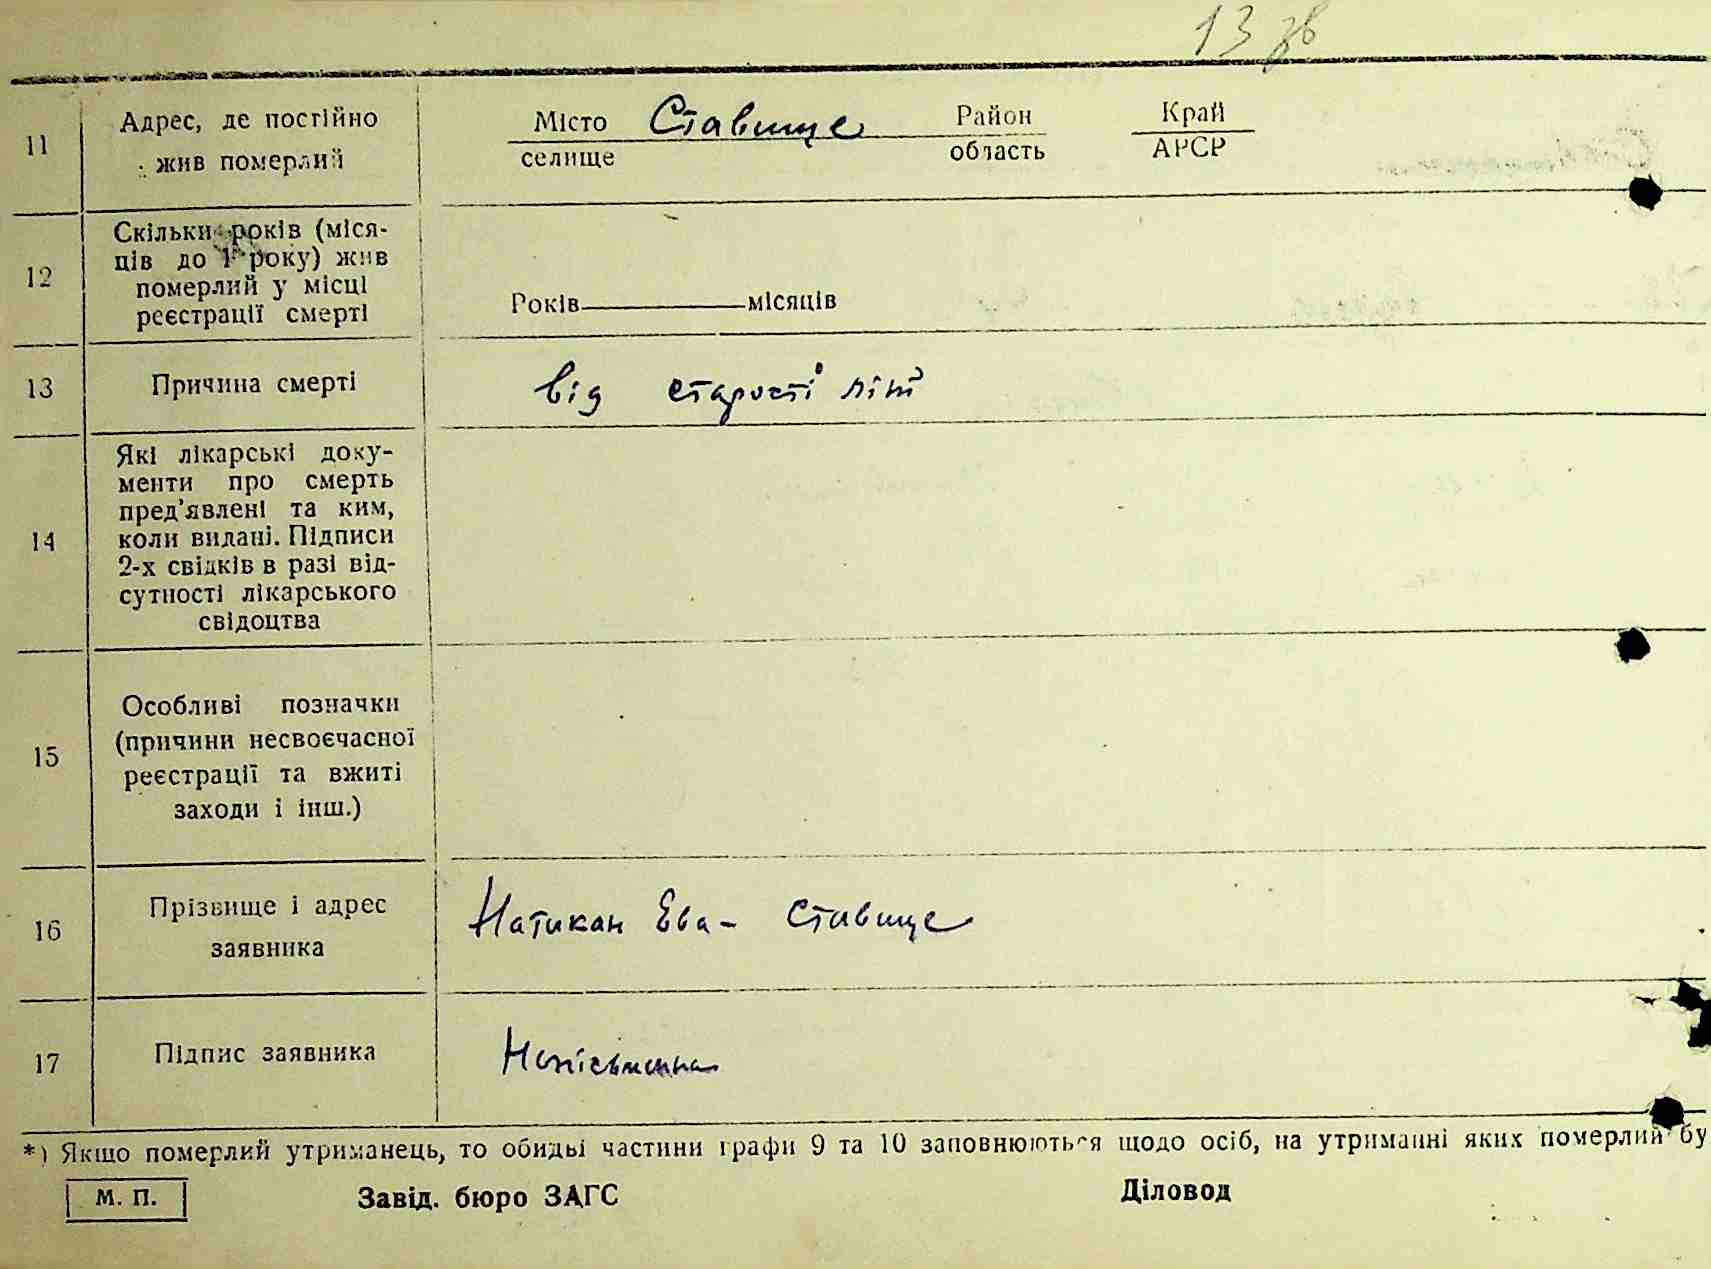 13 зв
11 Адрес, де постійно жив померлий Місто селище Ставище Район область Край АРСР
12 Скільки років (міся-
ців до 1 року) жив
померлий у місці
реєстрації смерті
Років місяців
13 Причина смерті від старости літ
14 Які лікарські доку-
менти про смерть
пред'явлені та ким,
коли видані. Підписи
2-х свідків в разі від-
сутності лікарського
свідоцтва
15 Особливі позначки
(причини несвоєчасної
реєстрації та вжиті
заходи і інш.)
16 Прізвище і адрес
заявника
Натикан Ева - Ставище
17 Підпис заявника Неписьменна
*) Якщо померлий утриманець, то обидві частини графи 9 та 10 заповнюються щодо осіб, на утриманні яких померлий бу
М. П. Завід. бюро ЗАГС Діловод